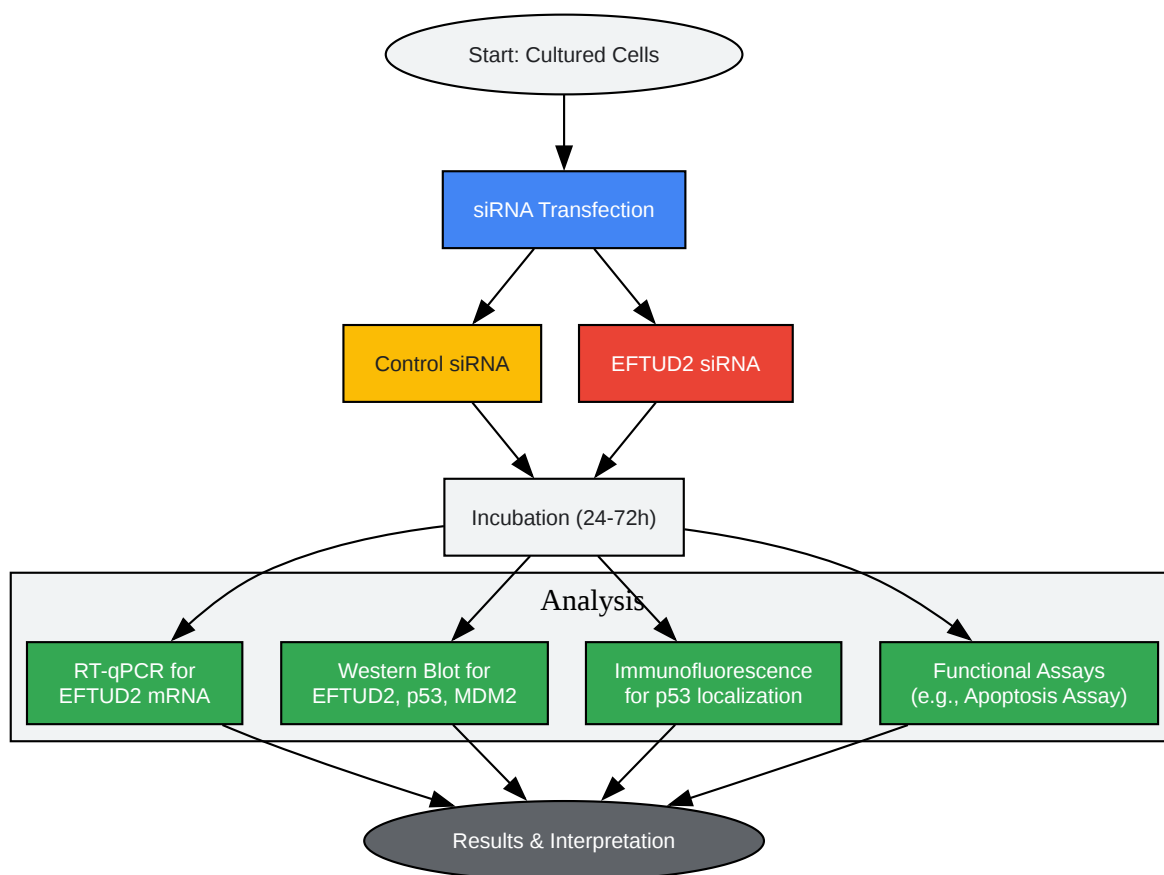 Start: Cultured Cells
siRNA Transfection
Control siRNA
EFTUD2 siRNA
Incubation (24-72h)
Analysis
RT-qPCR for
EFTUD2 mRNA
Western Blot for
EFTUD2, p53, MDM2
Immunofluorescence
for p53 localization
Functional Assays
(e.g., Apoptosis Assay)
Results & Interpretation